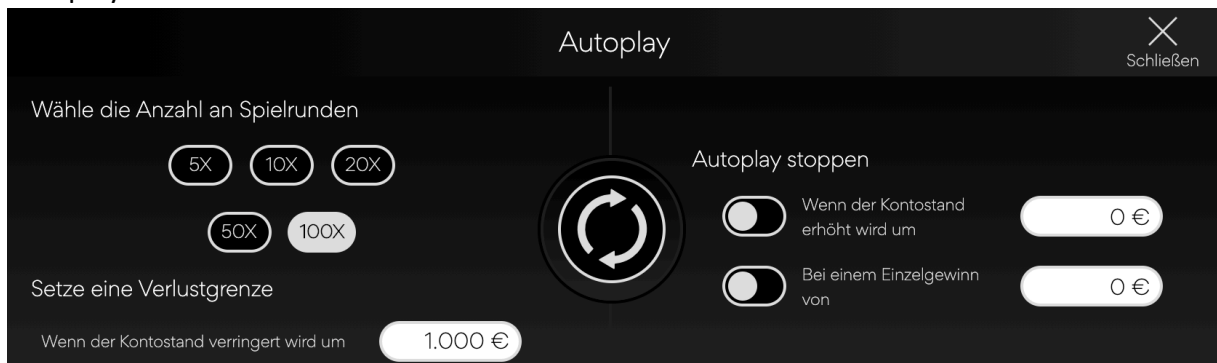 Autoplay
Schließen
Wähle die Anzahl an Spielrunden
5X 10X 20X
50X 100X
Setze eine Verlustgrenze
Wenn der Kontostand verringert wird um 1.000 €
Autoplay stoppen
Wenn der Kontostand
erhöht wird um
0 €
Bei einem Einzelgewinn
von
0 €